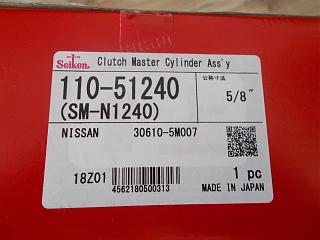 Seiken Clutch Master Cylinder Ass'y
110-51240
(SM-N1240)
公称寸法
5/8"
NISSAN 30610-5M007
18Z01
4562180500313
1 pc
MADE IN JAPAN